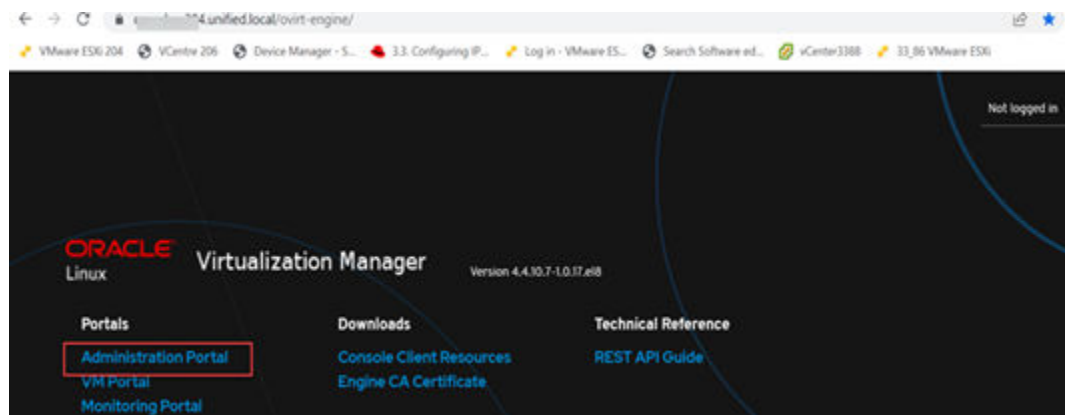 4.unified.local/ovirt-engine/
VMware ESXi 204 VCentre 206 Device Manager - S... 3.3. Configuring IP... Log in - VMware ES... Search Software ed... vCenter3388 33_86 VMware ESXi
Not logged in
ORACLE
Linux
Virtualization Manager
Version 4.4.10.7-1.0.17.el8
Portals Downloads Technical Reference
Administration Portal Console Client Resources REST API Guide
VM Portal Engine CA Certificate
Monitoring Portal